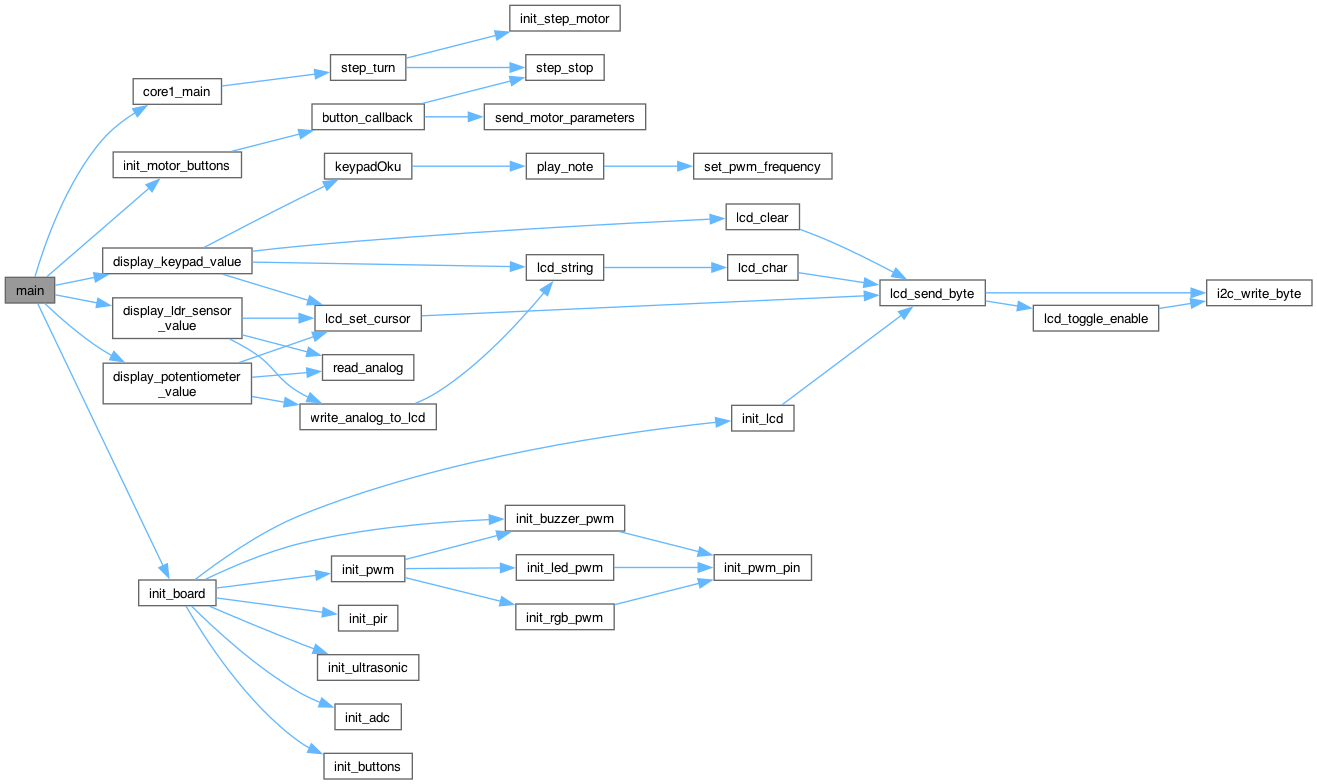 init_step_motor
step_turn
step_stop
core1_main
button_callback
send_motor_parameters
init_motor_buttons
keypadOku
play_note
set_pwm_frequency
lcd_clear
display_keypad_value
lcd_string
lcd_char
main
lcd_send_byte
i2c_write_byte
display_ldr_sensor
_value
lcd_set_cursor
lcd_toggle_enable
read_analog
display_potentiometer
_value
write_analog_to_lcd
init_lcd
init_buzzer_pwm
init_pwm
init_led_pwm
init_pwm_pin
init_board
init_pir
init_rgb_pwm
init_ultrasonic
init_adc
init_buttons